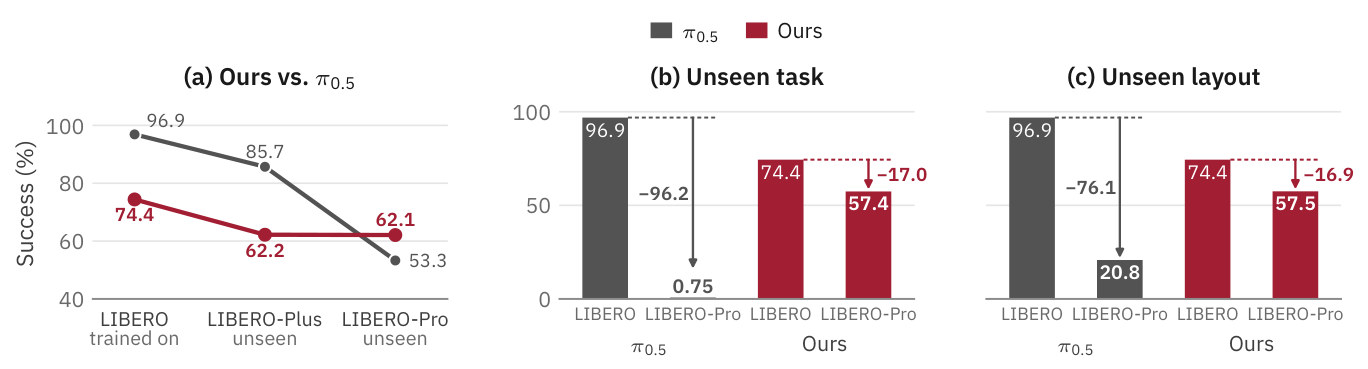 π0.5 Ours
(a) Ours vs. π0.5
Success (%)
100
80
60
40
96.9
85.7
53.3
74.4
62.2
62.1
LIBERO
trained on
LIBERO-Plus
unseen
LIBERO-Pro
unseen
(b) Unseen task
100
50
0
96.9
−96.2
0.75
74.4
−17.0
57.4
LIBERO LIBERO-Pro LIBERO LIBERO-Pro
π0.5 Ours
(c) Unseen layout
96.9
−76.1
20.8
74.4
−16.9
57.5
LIBERO LIBERO-Pro LIBERO LIBERO-Pro
π0.5 Ours